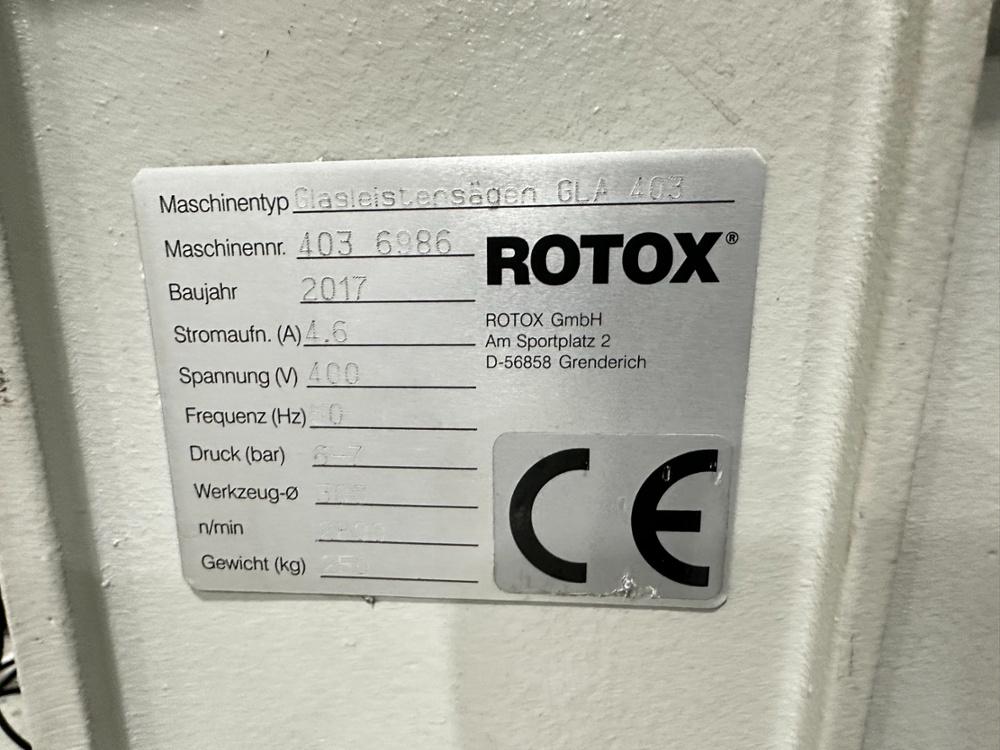 Maschinentyp Glasleistensägen GLA 403
Maschinennr. 403 6986
ROTOX®
Baujahr 2017
Stromaufn. (A) 4.6
ROTOX GmbH
Am Sportplatz 2
D-56858 Grenderich
Spannung (V) 400
Frequenz (Hz)
Druck (bar) 6-7
Werkzeug-Ø
n/min
Gewicht (kg) 250
CE